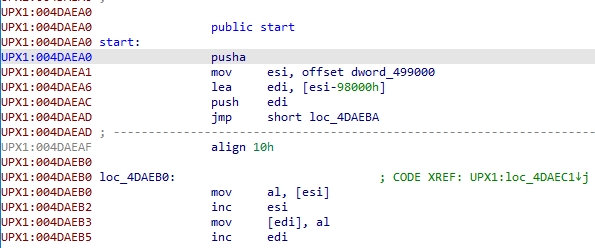 UPX1:004DAEA0
UPX1:004DAEA0 public start
UPX1:004DAEA0 start:
UPX1:004DAEA0 pusha
UPX1:004DAEA1 mov esi, offset dword_499000
UPX1:004DAEA6 lea edi, [esi-98000h]
UPX1:004DAEAC push edi
UPX1:004DAEAD jmp short loc_4DAEBA
UPX1:004DAEAD ; ---------------------------------------------------------------------------
UPX1:004DAEAF align 10h
UPX1:004DAEB0
UPX1:004DAEB0 loc_4DAEB0: ; CODE XREF: UPX1:loc_4DAEC1↓j
UPX1:004DAEB0 mov al, [esi]
UPX1:004DAEB2 inc esi
UPX1:004DAEB3 mov [edi], al
UPX1:004DAEB5 inc edi